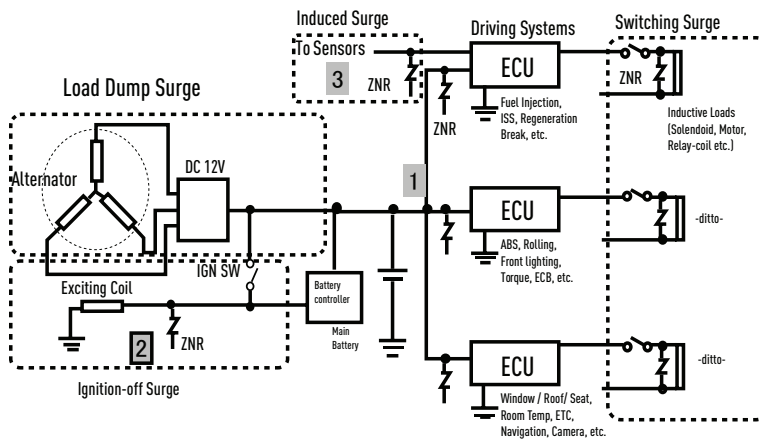 Induced Surge
Driving Systems
Switching Surge
To Sensors
3
ZNR
ECU
ZNR
ZNR
Fuel Injection,
ISS, Regeneration
Break, etc.
Inductive Loads
(Solendoid, Motor,
Relay-coil etc.)
Load Dump Surge
Alternator
DC 12V
1
ECU
-ditto-
ABS, Rolling,
Front lighting,
Torque, ECB, etc.
IGN SW
Exciting Coil
Battery
controller
2
ZNR
Main
Battery
Ignition-off Surge
ECU
-ditto-
Window / Roof/ Seat,
Room Temp, ETC,
Navigation, Camera, etc.